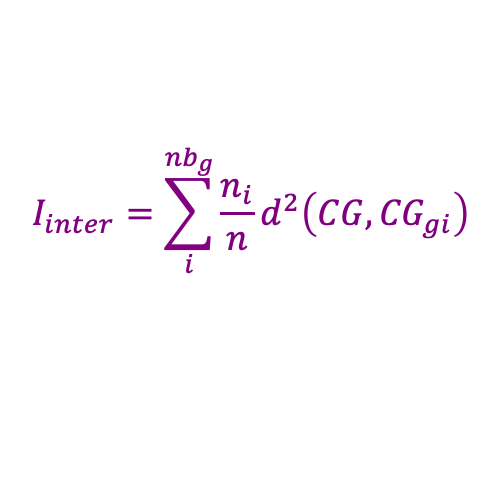 I_{inter} = \sum_{i}^{nb_g} \frac{n_i}{n} d^2(CG, CG_{gi})